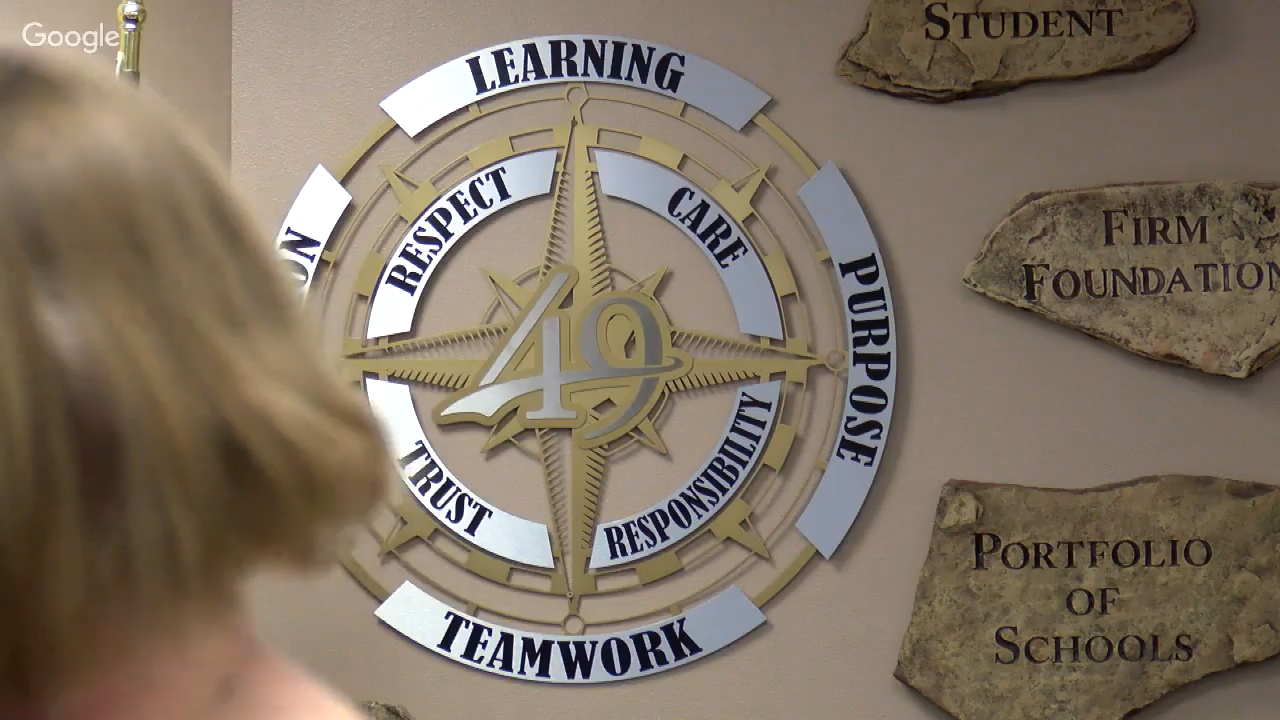 Google
LEARNING
RESPECT
CARE
PURPOSE
49
TRUST
RESPONSIBILITY
TEAMWORK
STUDENT
FIRM
FOUNDATION
PORTFOLIO
OF
SCHOOLS